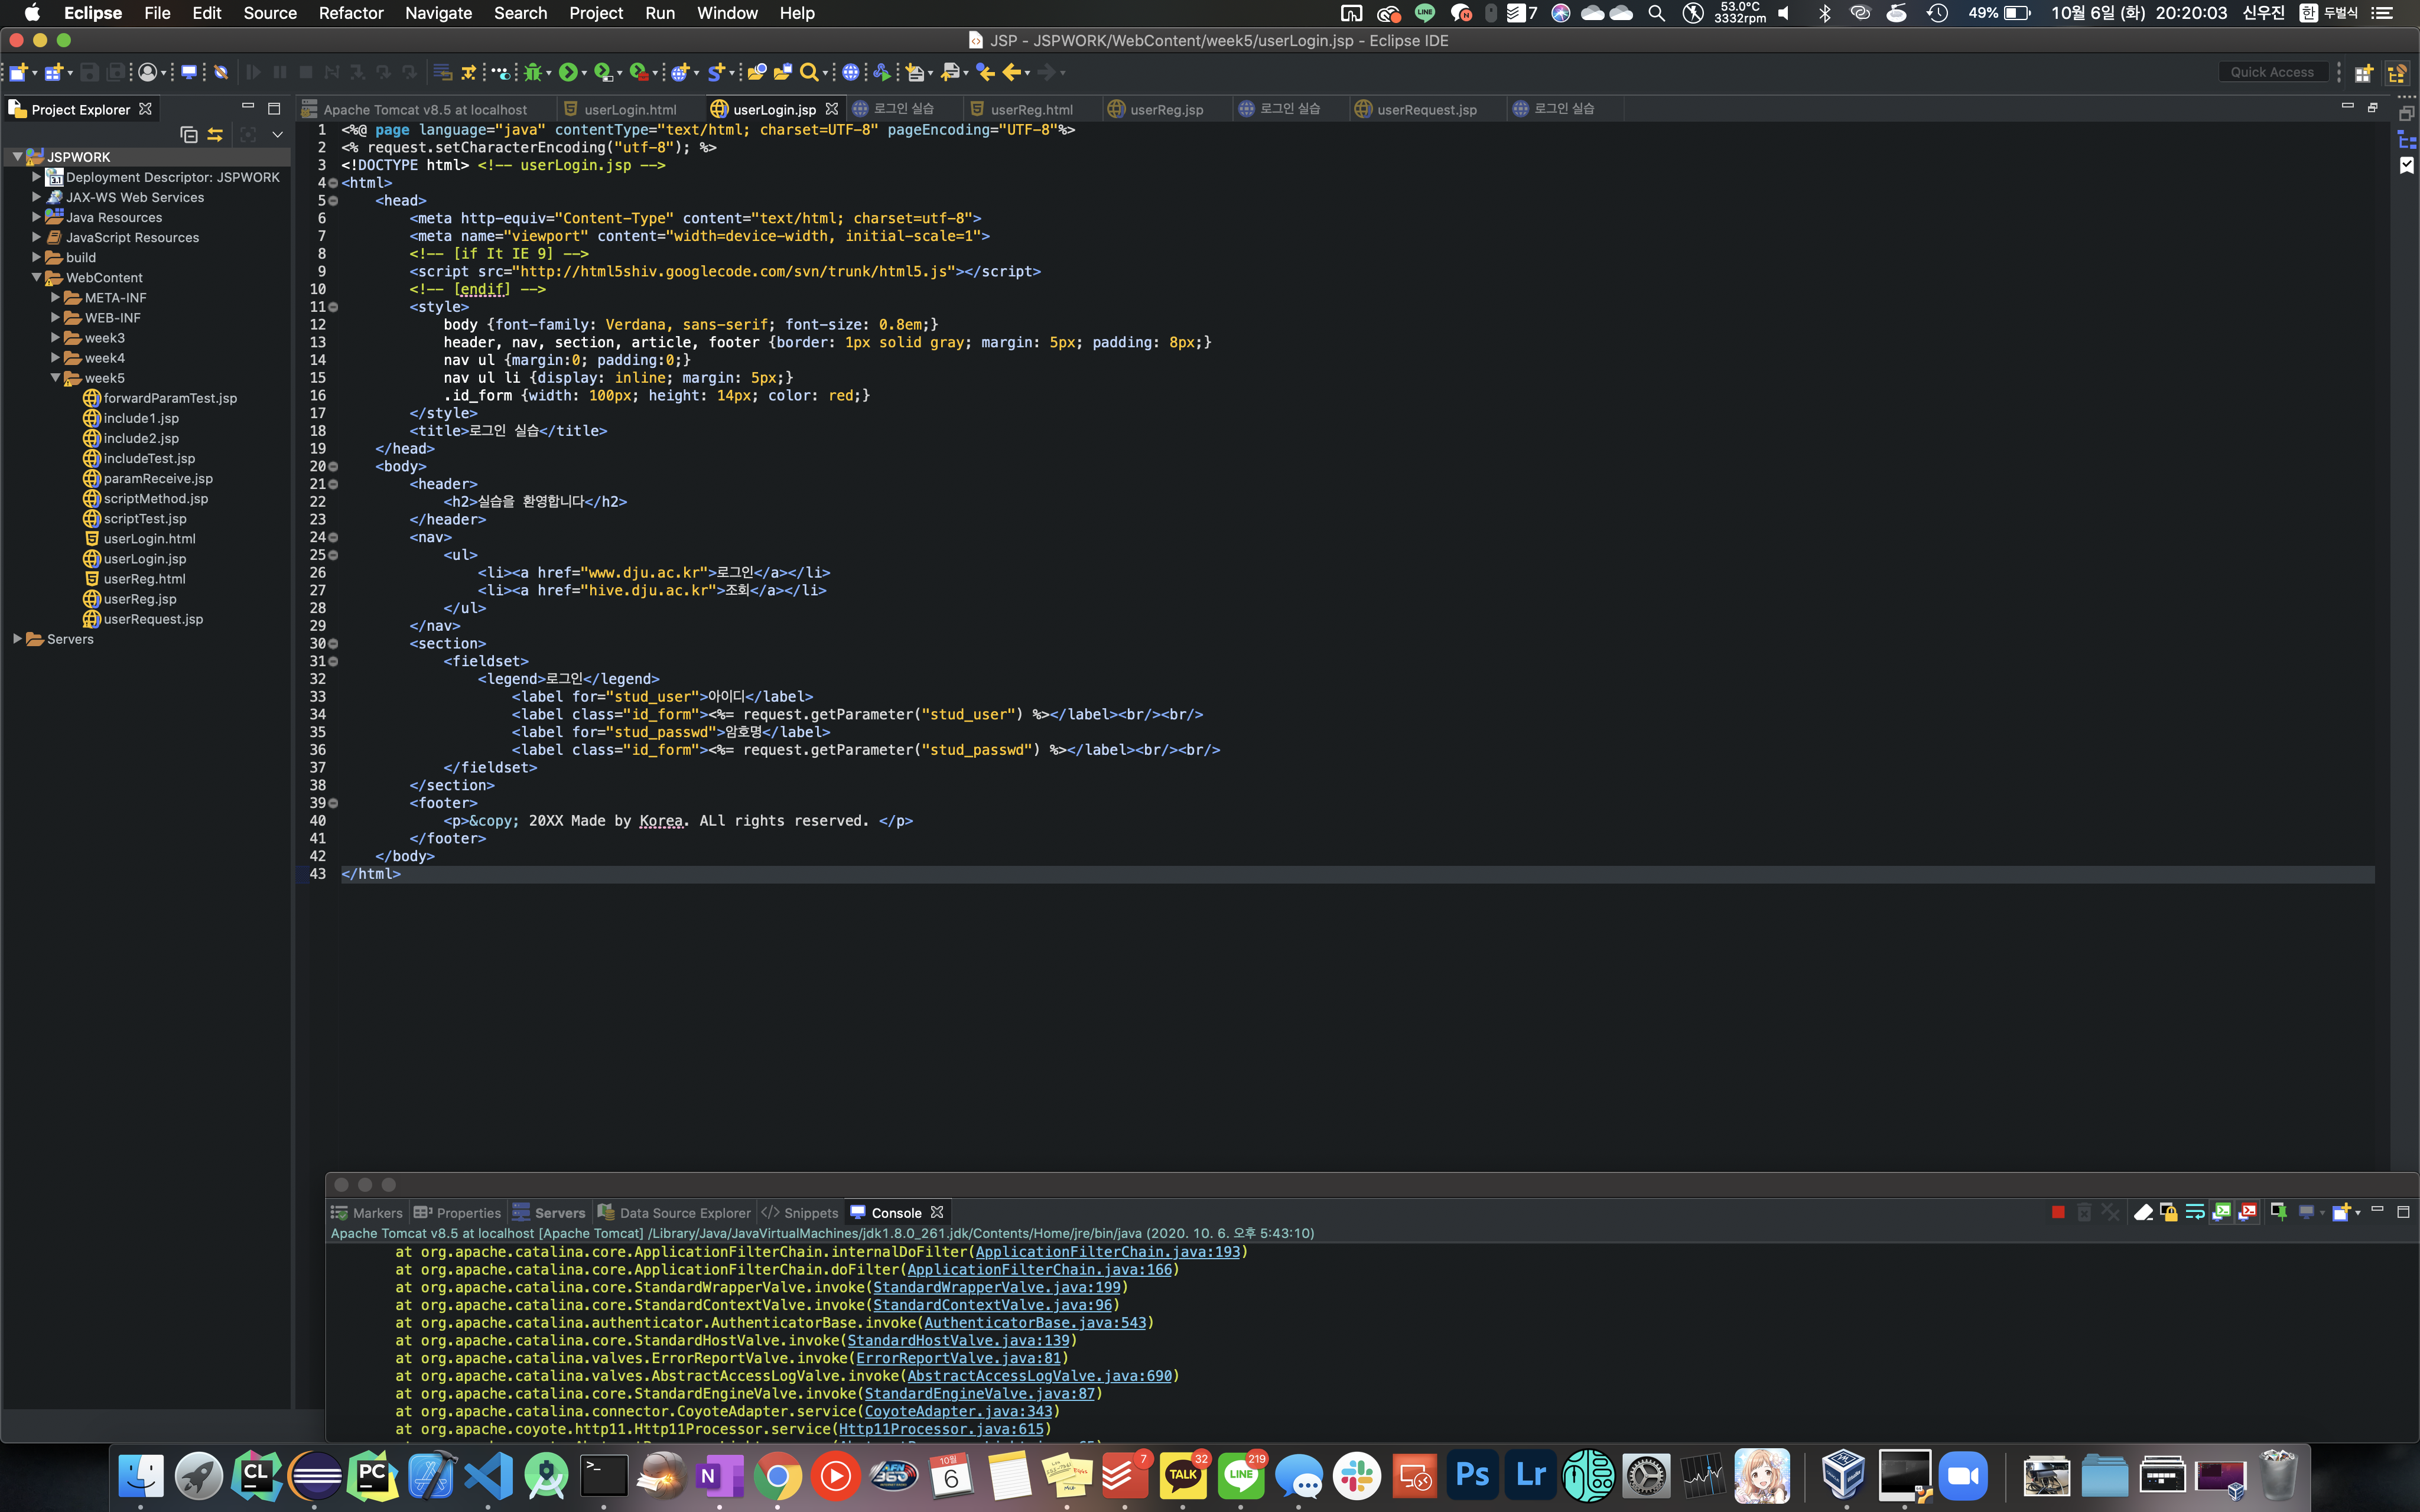 Eclipse File Edit Source Refactor Navigate Search Project Run Window Help
LINE N 7 53.0°C 3332rpm 49% 10월 6일 (화) 20:20:03 신우진 한 두벌식
JSP - JSPWORK/WebContent/week5/userLogin.jsp - Eclipse IDE
Quick Access
Project Explorer
JSPWORK
Deployment Descriptor: JSPWORK
JAX-WS Web Services
Java Resources
JavaScript Resources
build
WebContent
META-INF
WEB-INF
week3
week4
week5
forwardParamTest.jsp
include1.jsp
include2.jsp
includeTest.jsp
paramReceive.jsp
scriptMethod.jsp
scriptTest.jsp
userLogin.html
userLogin.jsp
userReg.html
userReg.jsp
userRequest.jsp
Servers
Apache Tomcat v8.5 at localhost userLogin.html userLogin.jsp 로그인 실습 userReg.html userReg.jsp 로그인 실습 userRequest.jsp 로그인 실습
1 <%@ page language="java" contentType="text/html; charset=UTF-8" pageEncoding="UTF-8"%>
2 <% request.setCharacterEncoding("utf-8"); %>
3 <!DOCTYPE html> <!-- userLogin.jsp -->
4 <html>
5 <head>
6 <meta http-equiv="Content-Type" content="text/html; charset=utf-8">
7 <meta name="viewport" content="width=device-width, initial-scale=1">
8 <!-- [if It IE 9] -->
9 <script src="http://html5shiv.googlecode.com/svn/trunk/html5.js"></script>
10 <!-- [endif] -->
11 <style>
12 body {font-family: Verdana, sans-serif; font-size: 0.8em;}
13 header, nav, section, article, footer {border: 1px solid gray; margin: 5px; padding: 8px;}
14 nav ul {margin:0; padding:0;}
15 nav ul li {display: inline; margin: 5px;}
16 .id_form {width: 100px; height: 14px; color: red;}
17 </style>
18 <title>로그인 실습</title>
19 </head>
20 <body>
21 <header>
22 <h2>실습을 환영합니다</h2>
23 </header>
24 <nav>
25 <ul>
26 <li><a href="www.dju.ac.kr">로그인</a></li>
27 <li><a href="hive.dju.ac.kr">조회</a></li>
28 </ul>
29 </nav>
30 <section>
31 <fieldset>
32 <legend>로그인</legend>
33 <label for="stud_user">아이디</label>
34 <label class="id_form"><%= request.getParameter("stud_user") %></label><br/><br/>
35 <label for="stud_passwd">암호명</label>
36 <label class="id_form"><%= request.getParameter("stud_passwd") %></label><br/><br/>
37 </fieldset>
38 </section>
39 <footer>
40 <p>&copy; 20XX Made by Korea. ALl rights reserved. </p>
41 </footer>
42 </body>
43 </html>
Markers Properties Servers Data Source Explorer Snippets Console
Apache Tomcat v8.5 at localhost [Apache Tomcat] /Library/Java/JavaVirtualMachines/jdk1.8.0_261.jdk/Contents/Home/jre/bin/java (2020. 10. 6. 오후 5:43:10)
at org.apache.catalina.core.ApplicationFilterChain.internalDoFilter(ApplicationFilterChain.java:193)
at org.apache.catalina.core.ApplicationFilterChain.doFilter(ApplicationFilterChain.java:166)
at org.apache.catalina.core.StandardWrapperValve.invoke(StandardWrapperValve.java:199)
at org.apache.catalina.core.StandardContextValve.invoke(StandardContextValve.java:96)
at org.apache.catalina.authenticator.AuthenticatorBase.invoke(AuthenticatorBase.java:543)
at org.apache.catalina.core.StandardHostValve.invoke(StandardHostValve.java:139)
at org.apache.catalina.valves.ErrorReportValve.invoke(ErrorReportValve.java:81)
at org.apache.catalina.valves.AbstractAccessLogValve.invoke(AbstractAccessLogValve.java:690)
at org.apache.catalina.core.StandardEngineValve.invoke(StandardEngineValve.java:87)
at org.apache.catalina.connector.CoyoteAdapter.service(CoyoteAdapter.java:343)
at org.apache.coyote.http11.Http11Processor.service(Http11Processor.java:615)
CL PC N AFN 360 10월 6 7 TALK 32 LINE 219 Ps Lr